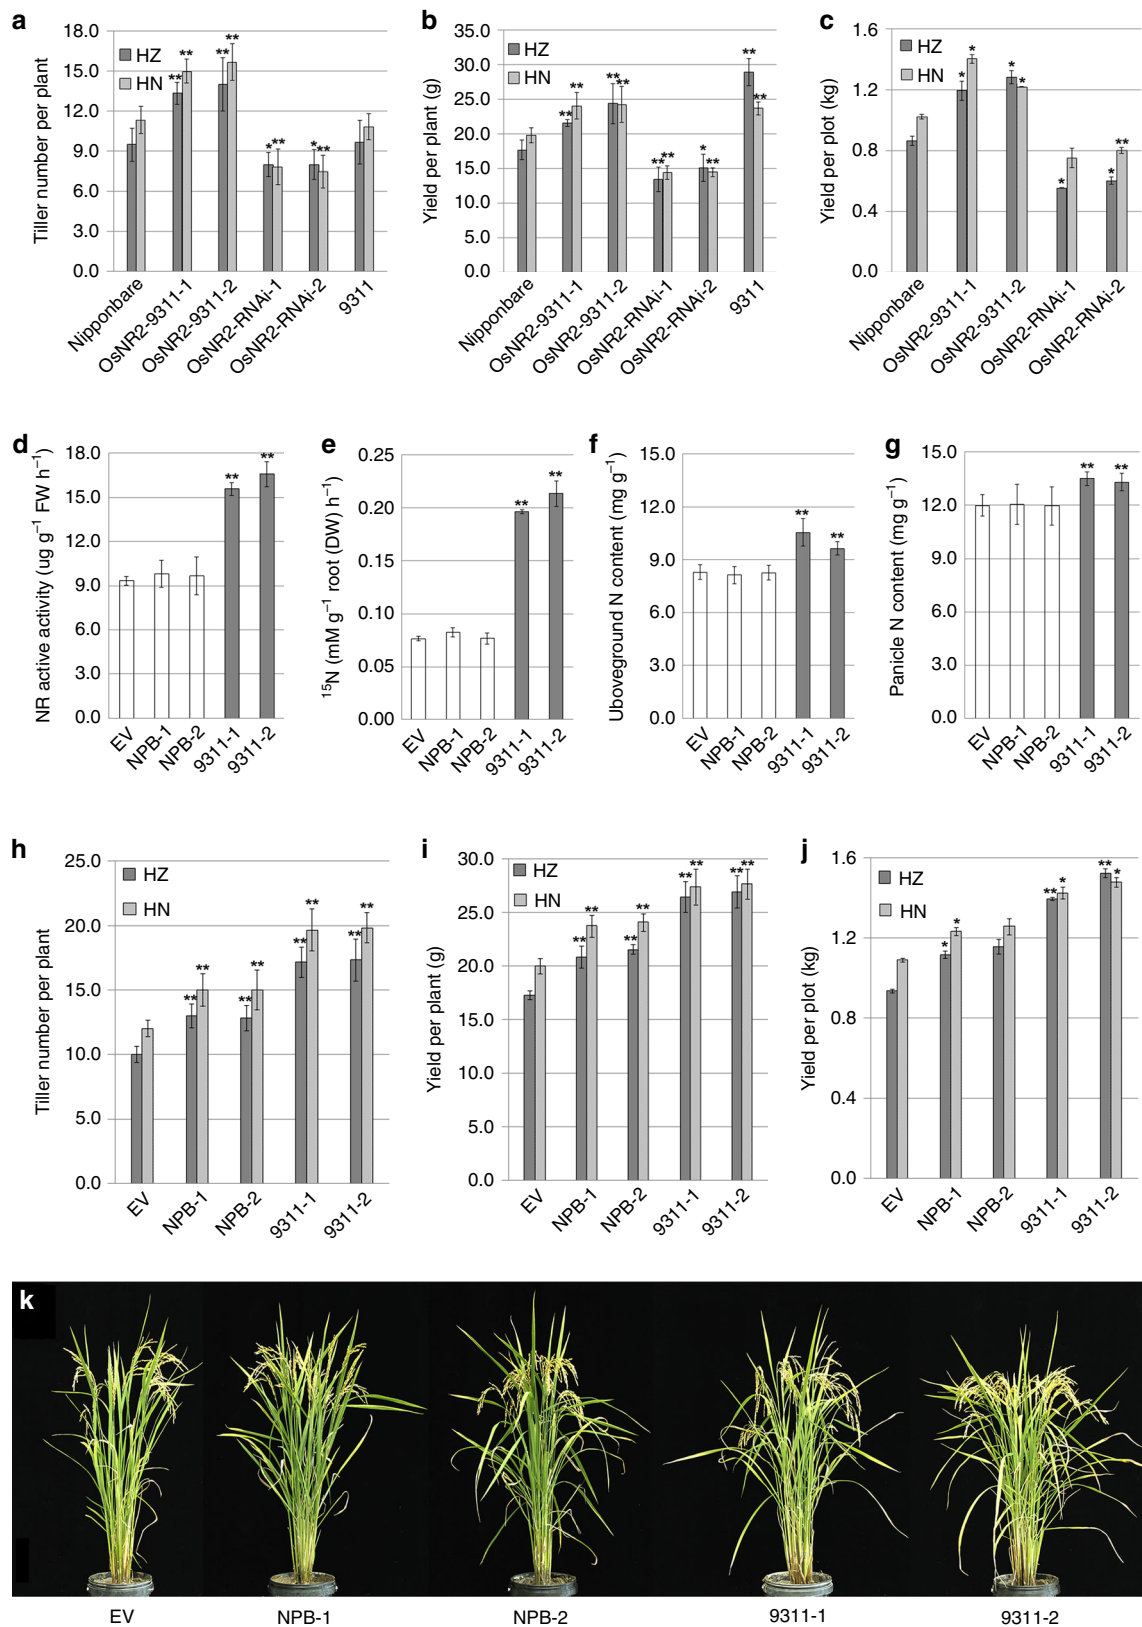 a
Tiller number per plant
18.0
15.0
12.0
9.0
6.0
3.0
0.0
HZ
HN
** ** ** ** * ** * **
Nipponbare
OsNR2-9311-1
OsNR2-9311-2
OsNR2-RNAi-1
OsNR2-RNAi-2
9311
b
Yield per plant (g)
35.0
30.0
25.0
20.0
15.0
10.0
5.0
0.0
HZ
HN
** ** ** ** ** ** * ** ** **
Nipponbare
OsNR2-9311-1
OsNR2-9311-2
OsNR2-RNAi-1
OsNR2-RNAi-2
9311
c
Yield per plot (kg)
1.6
1.2
0.8
0.4
0.0
HZ
HN
* * * * * * **
Nipponbare
OsNR2-9311-1
OsNR2-9311-2
OsNR2-RNAi-1
OsNR2-RNAi-2
d
NR active activity (ug g−1 FW h−1)
18.0
15.0
12.0
9.0
6.0
3.0
0.0
** **
EV
NPB-1
NPB-2
9311-1
9311-2
e
15N (mM g−1 root (DW) h−1)
0.25
0.20
0.15
0.10
0.05
0.00
** **
EV
NPB-1
NPB-2
9311-1
9311-2
f
Uboveground N content (mg g−1)
15.0
12.0
9.0
6.0
3.0
0.0
** **
EV
NPB-1
NPB-2
9311-1
9311-2
g
Panicle N content (mg g−1)
15.0
12.0
9.0
6.0
3.0
0.0
** **
EV
NPB-1
NPB-2
9311-1
9311-2
h
Tiller number per plant
25.0
20.0
15.0
10.0
5.0
0.0
HZ
HN
** ** ** ** ** ** ** **
EV
NPB-1
NPB-2
9311-1
9311-2
i
Yield per plant (g)
30.0
25.0
20.0
15.0
10.0
5.0
0.0
HZ
HN
** ** ** ** ** ** ** **
EV
NPB-1
NPB-2
9311-1
9311-2
j
Yield per plot (kg)
1.6
1.2
0.8
0.4
0.0
HZ
HN
* * ** * ** *
EV
NPB-1
NPB-2
9311-1
9311-2
k
EV
NPB-1
NPB-2
9311-1
9311-2